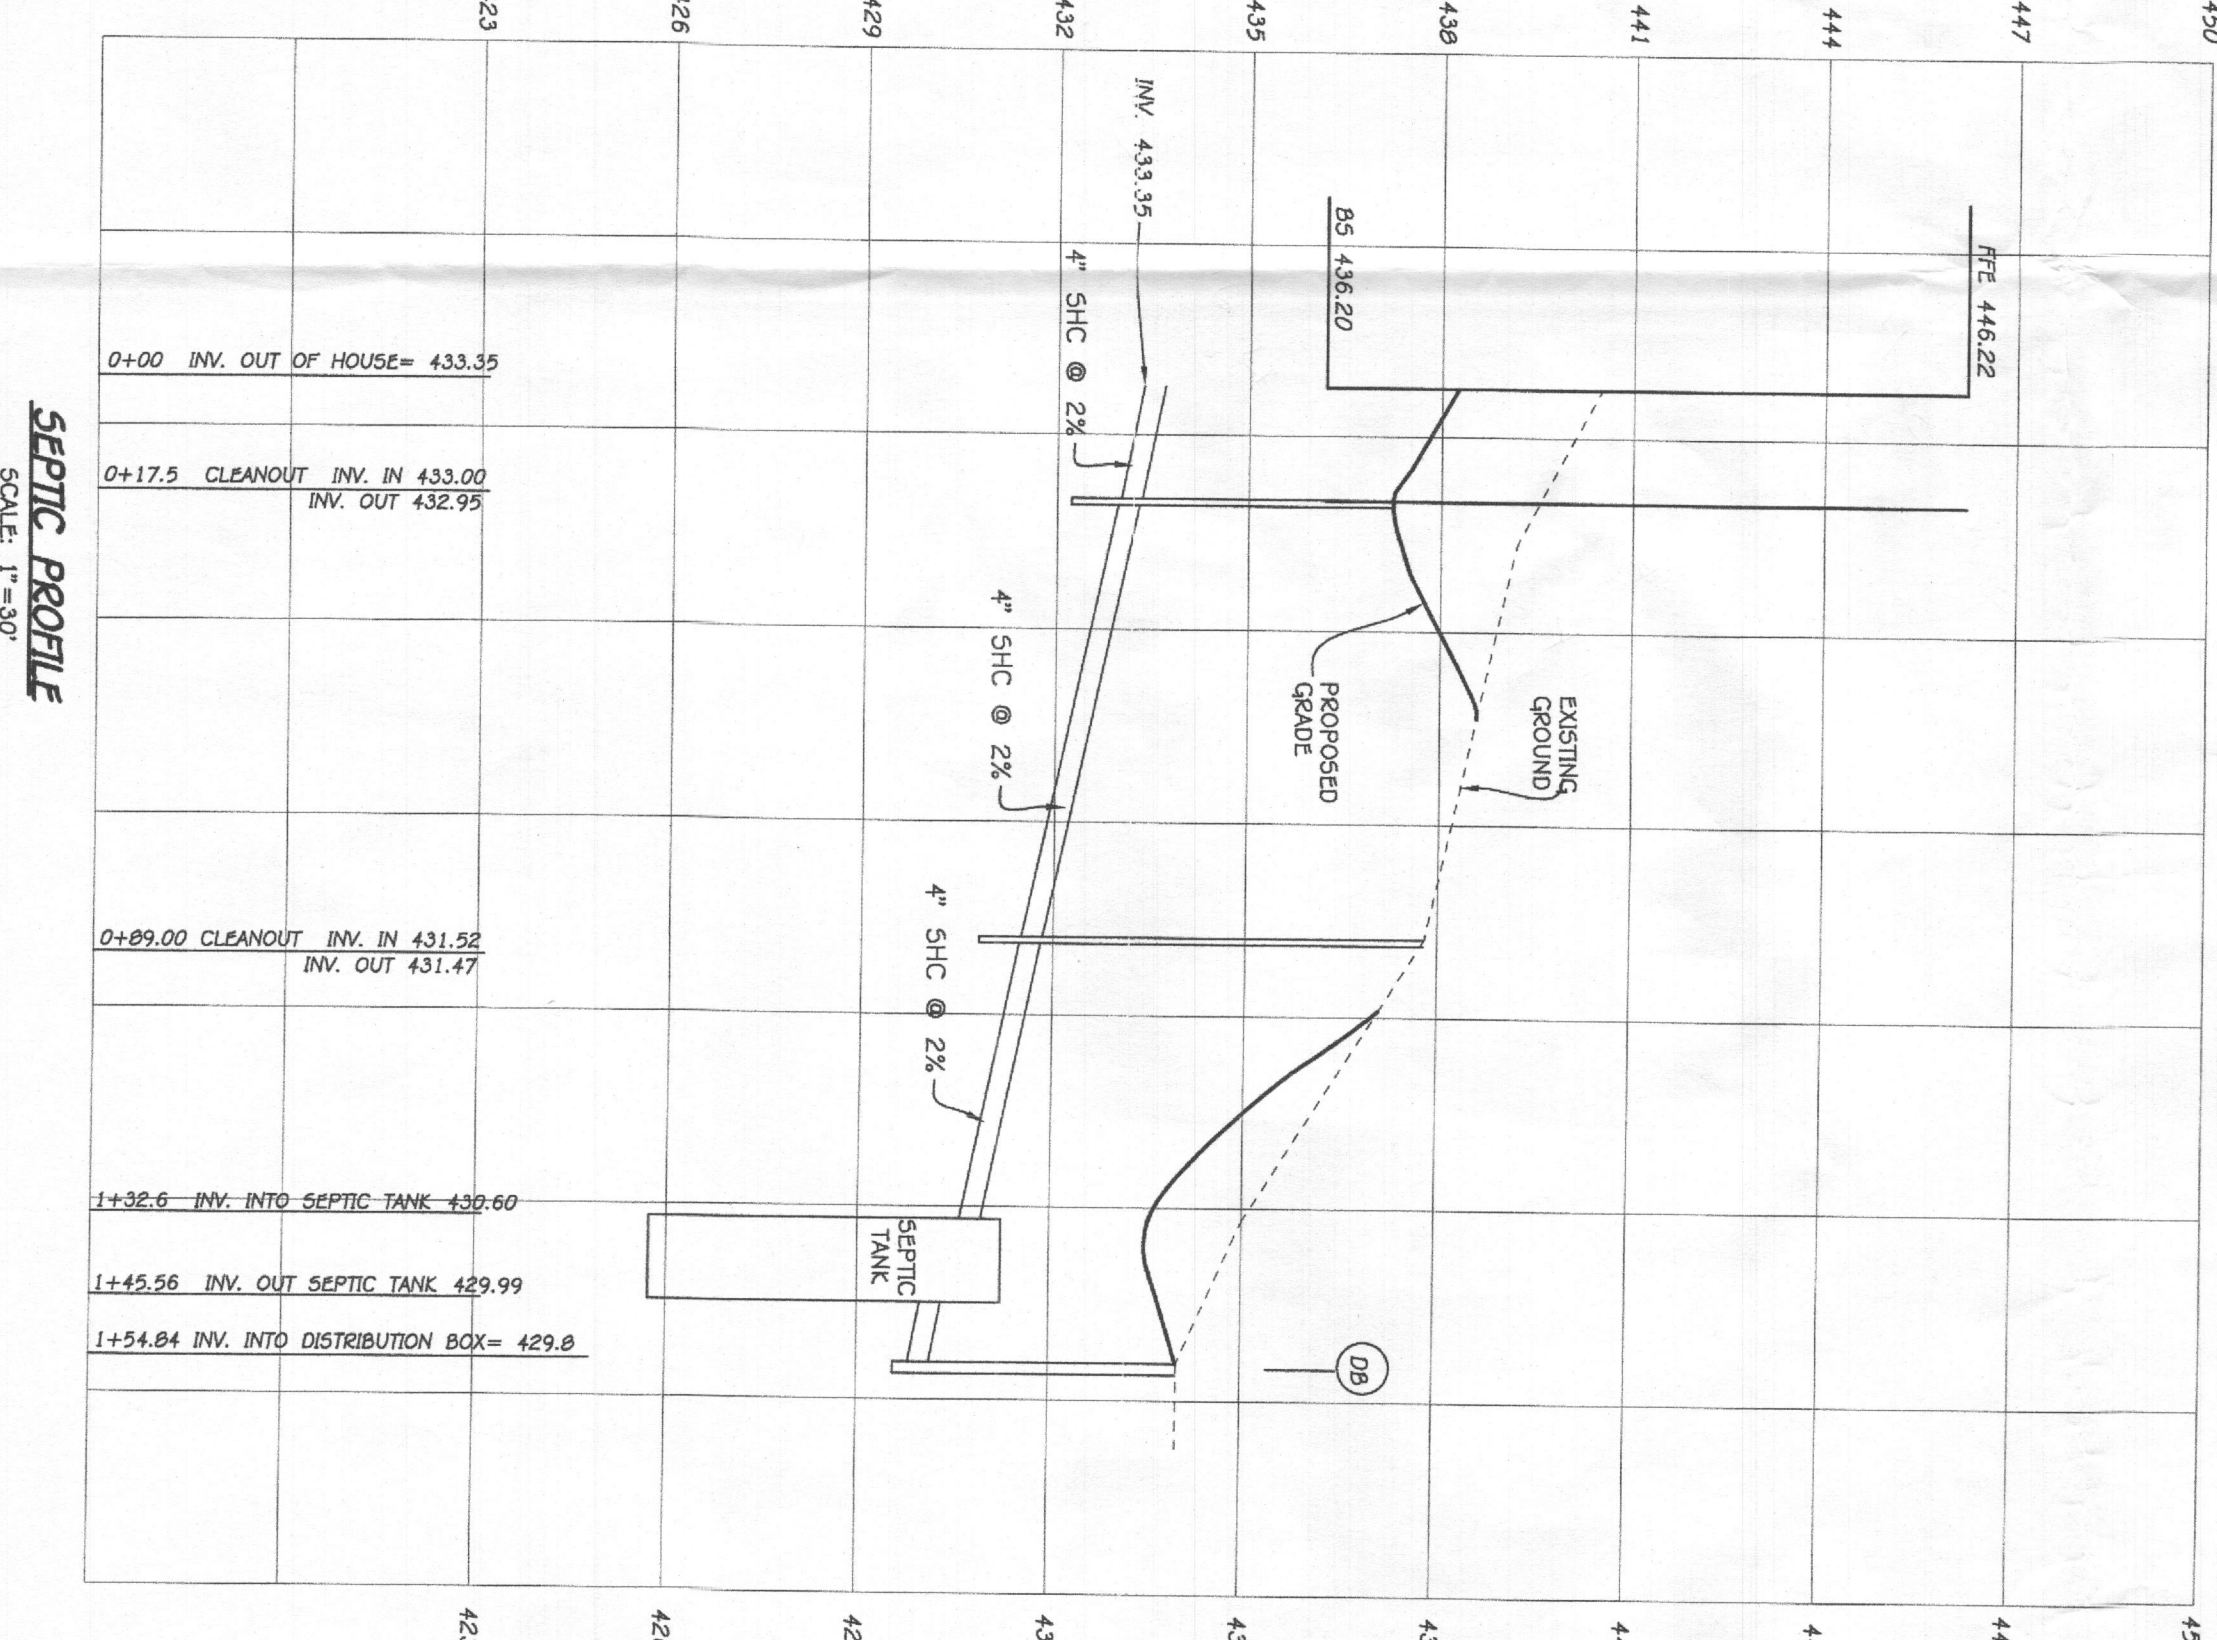 450
447
444
441
438
435
432
429
426
423
FFE 446.22
BS 436.20
INV. 433.35
4" SHC @ 2%
EXISTING
GROUND
PROPOSED
GRADE
4" SHC @ 2%
4" SHC @ 2%
SEPTIC
TANK
DB
0+00 INV. OUT OF HOUSE= 433.35
0+17.5 CLEANOUT INV. IN 433.00
INV. OUT 432.95
0+89.00 CLEANOUT INV. IN 431.52
INV. OUT 431.47
1+32.6 INV. INTO SEPTIC TANK 430.60
1+45.56 INV. OUT SEPTIC TANK 429.99
1+54.84 INV. INTO DISTRIBUTION BOX= 429.8
SEPTIC PROFILE
SCALE: 1"=30'